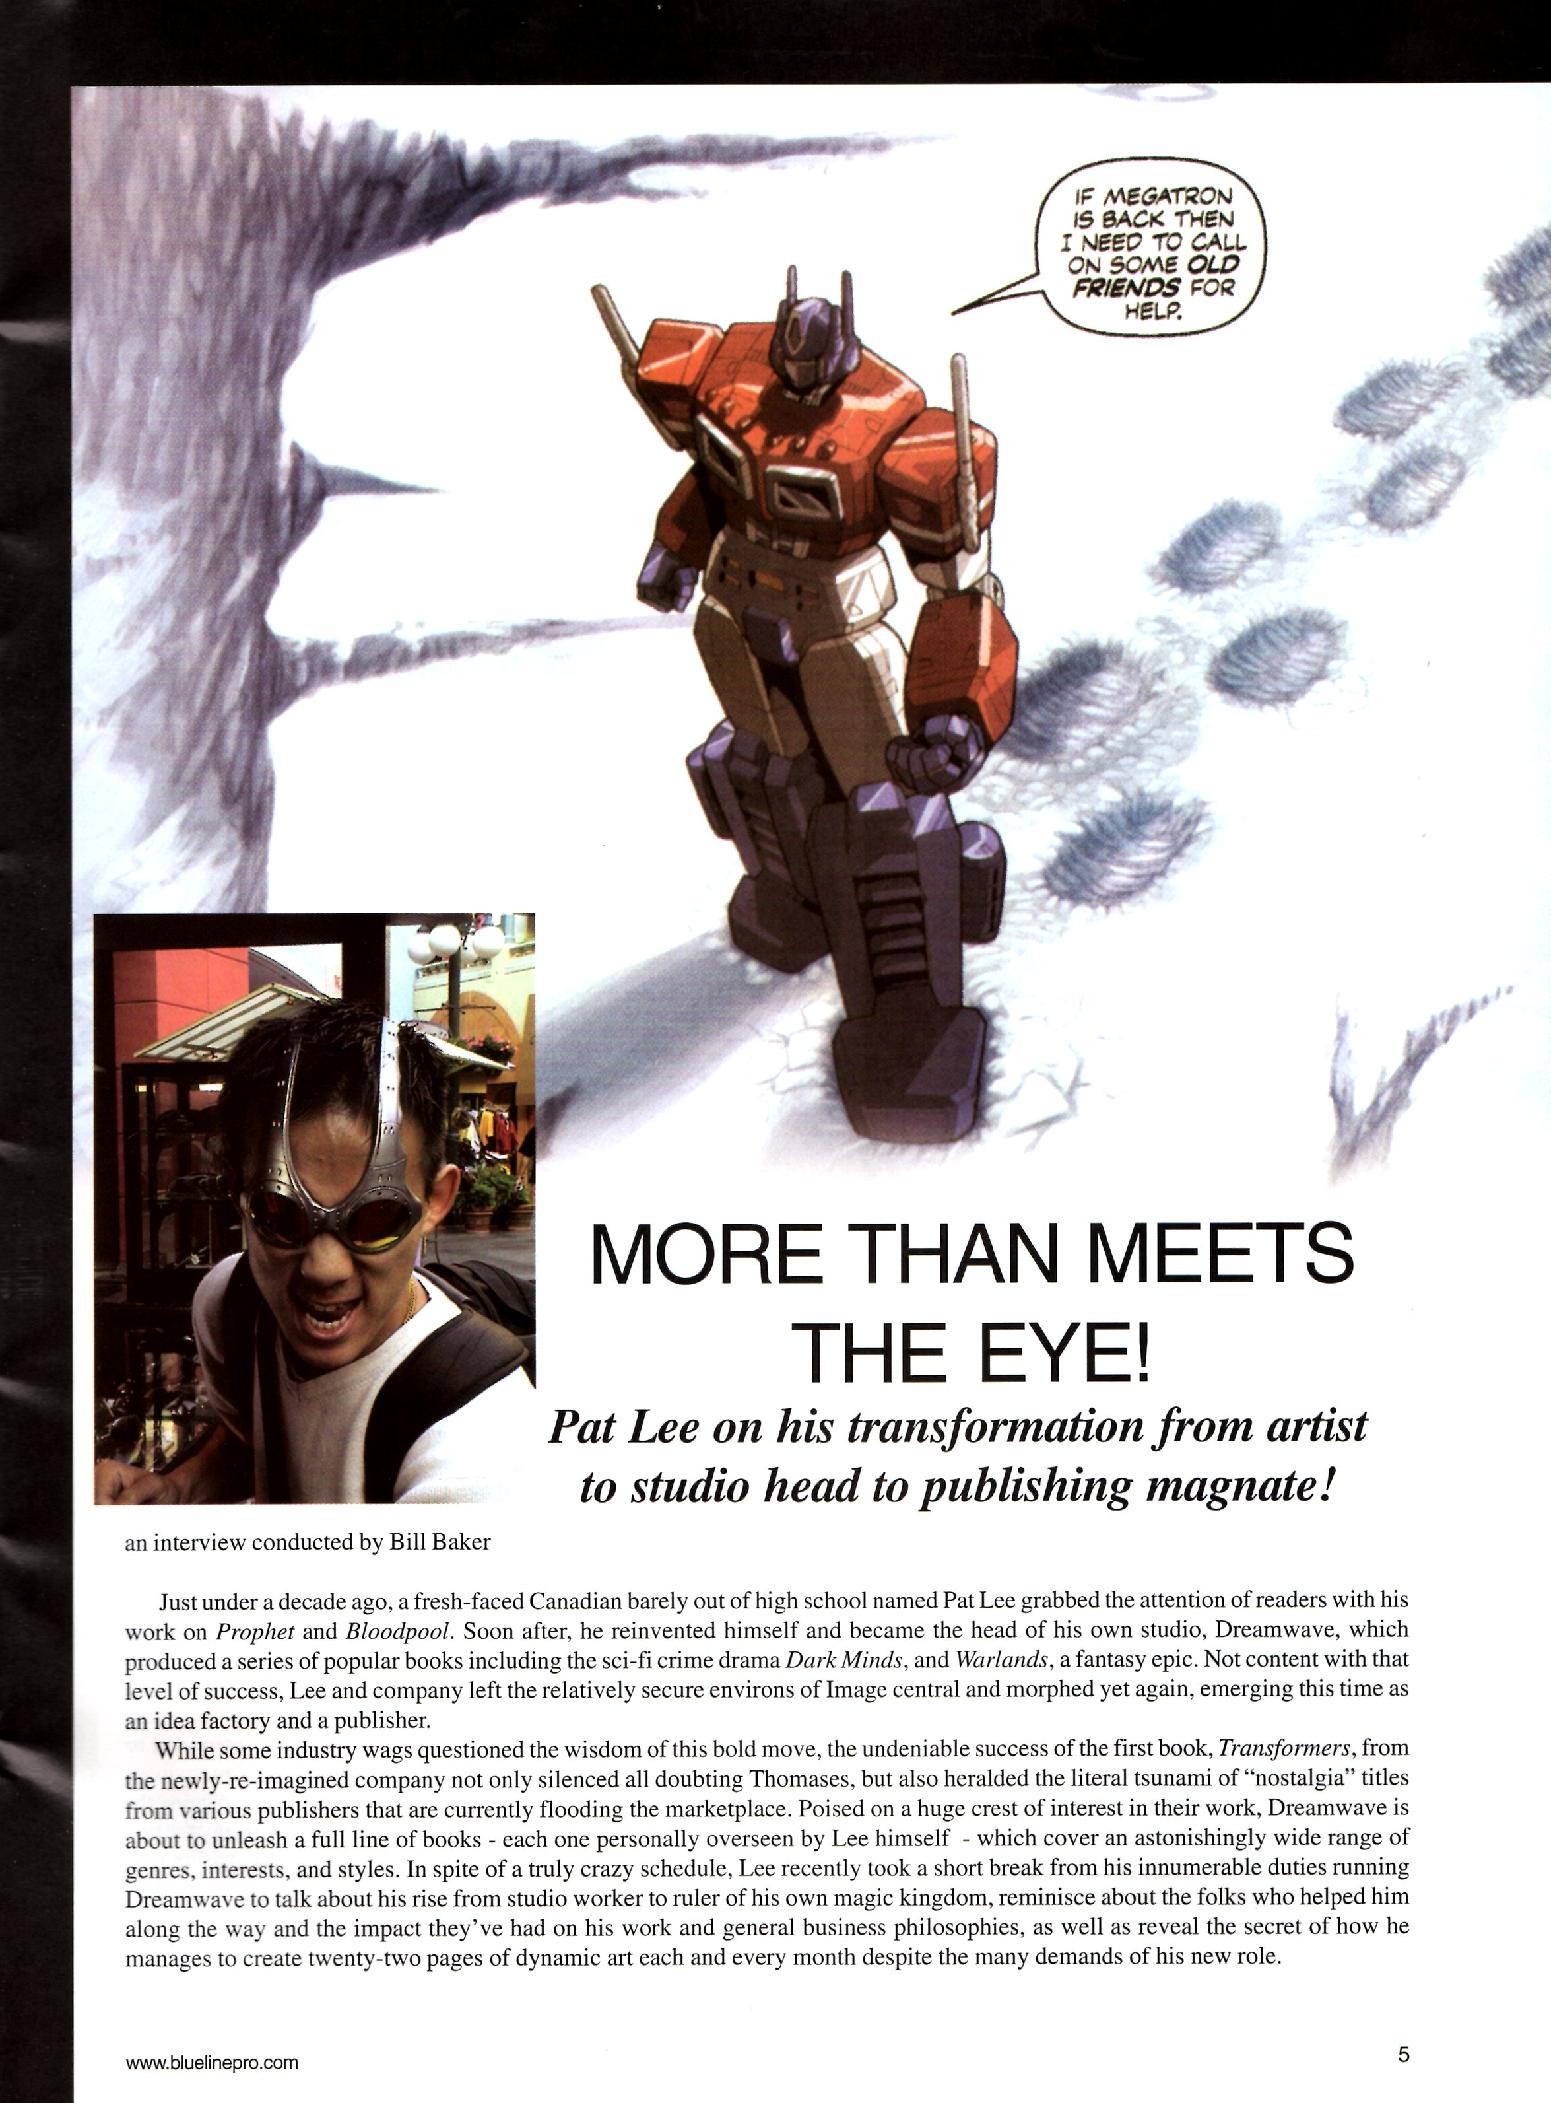 IF MEGATRON
IS BACK THEN
I NEED TO CALL
ON SOME OLD
FRIENDS FOR
HELP.
MORE THAN MEETS
THE EYE!
Pat Lee on his transformation from artist
to studio head to publishing magnate!
an interview conducted by Bill Baker
Just under a decade ago, a fresh-faced Canadian barely out of high school named Pat Lee grabbed the attention of readers with his
work on Prophet and Bloodpool. Soon after, he reinvented himself and became the head of his own studio, Dreamwave, which
produced a series of popular books including the sci-fi crime drama Dark Minds, and Warlands, a fantasy epic. Not content with that
level of success, Lee and company left the relatively secure environs of Image central and morphed yet again, emerging this time as
an idea factory and a publisher.
While some industry wags questioned the wisdom of this bold move, the undeniable success of the first book, Transformers, from
the newly-re-imagined company not only silenced all doubting Thomases, but also heralded the literal tsunami of “nostalgia” titles
from various publishers that are currently flooding the marketplace. Poised on a huge crest of interest in their work, Dreamwave is
about to unleash a full line of books - each one personally overseen by Lee himself - which cover an astonishingly wide range of
genres, interests, and styles. In spite of a truly crazy schedule, Lee recently took a short break from his innumerable duties running
Dreamwave to talk about his rise from studio worker to ruler of his own magic kingdom, reminisce about the folks who helped him
along the way and the impact they’ve had on his work and general business philosophies, as well as reveal the secret of how he
manages to create twenty-two pages of dynamic art each and every month despite the many demands of his new role.
www.bluelinepro.com
5